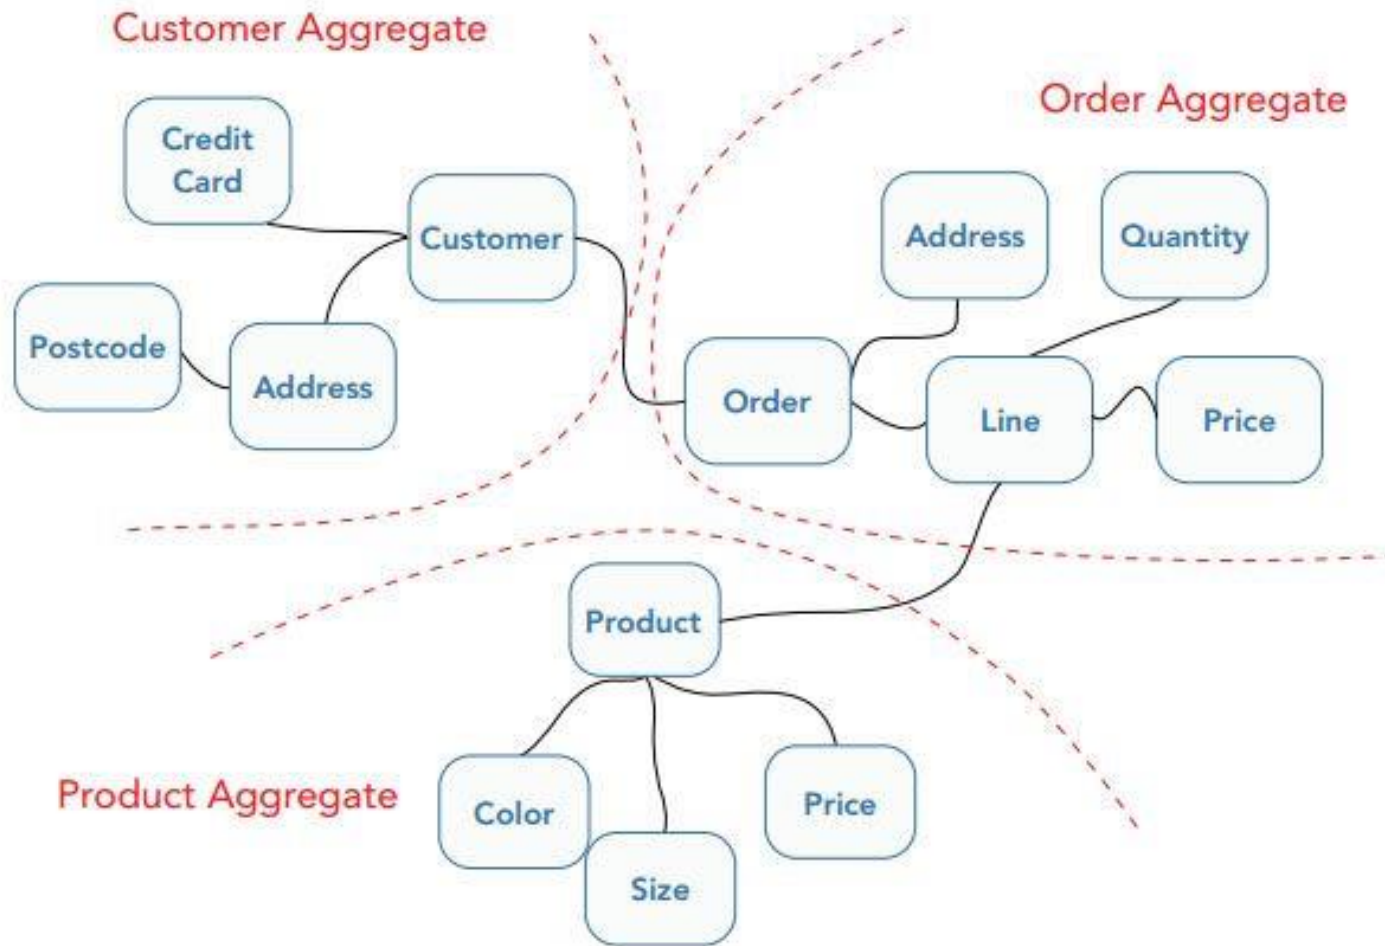 Customer Aggregate
Order Aggregate
Credit
Card
Customer
Postcode
Address
Address
Quantity
Order
Line
Price
Product
Product Aggregate
Color
Size
Price